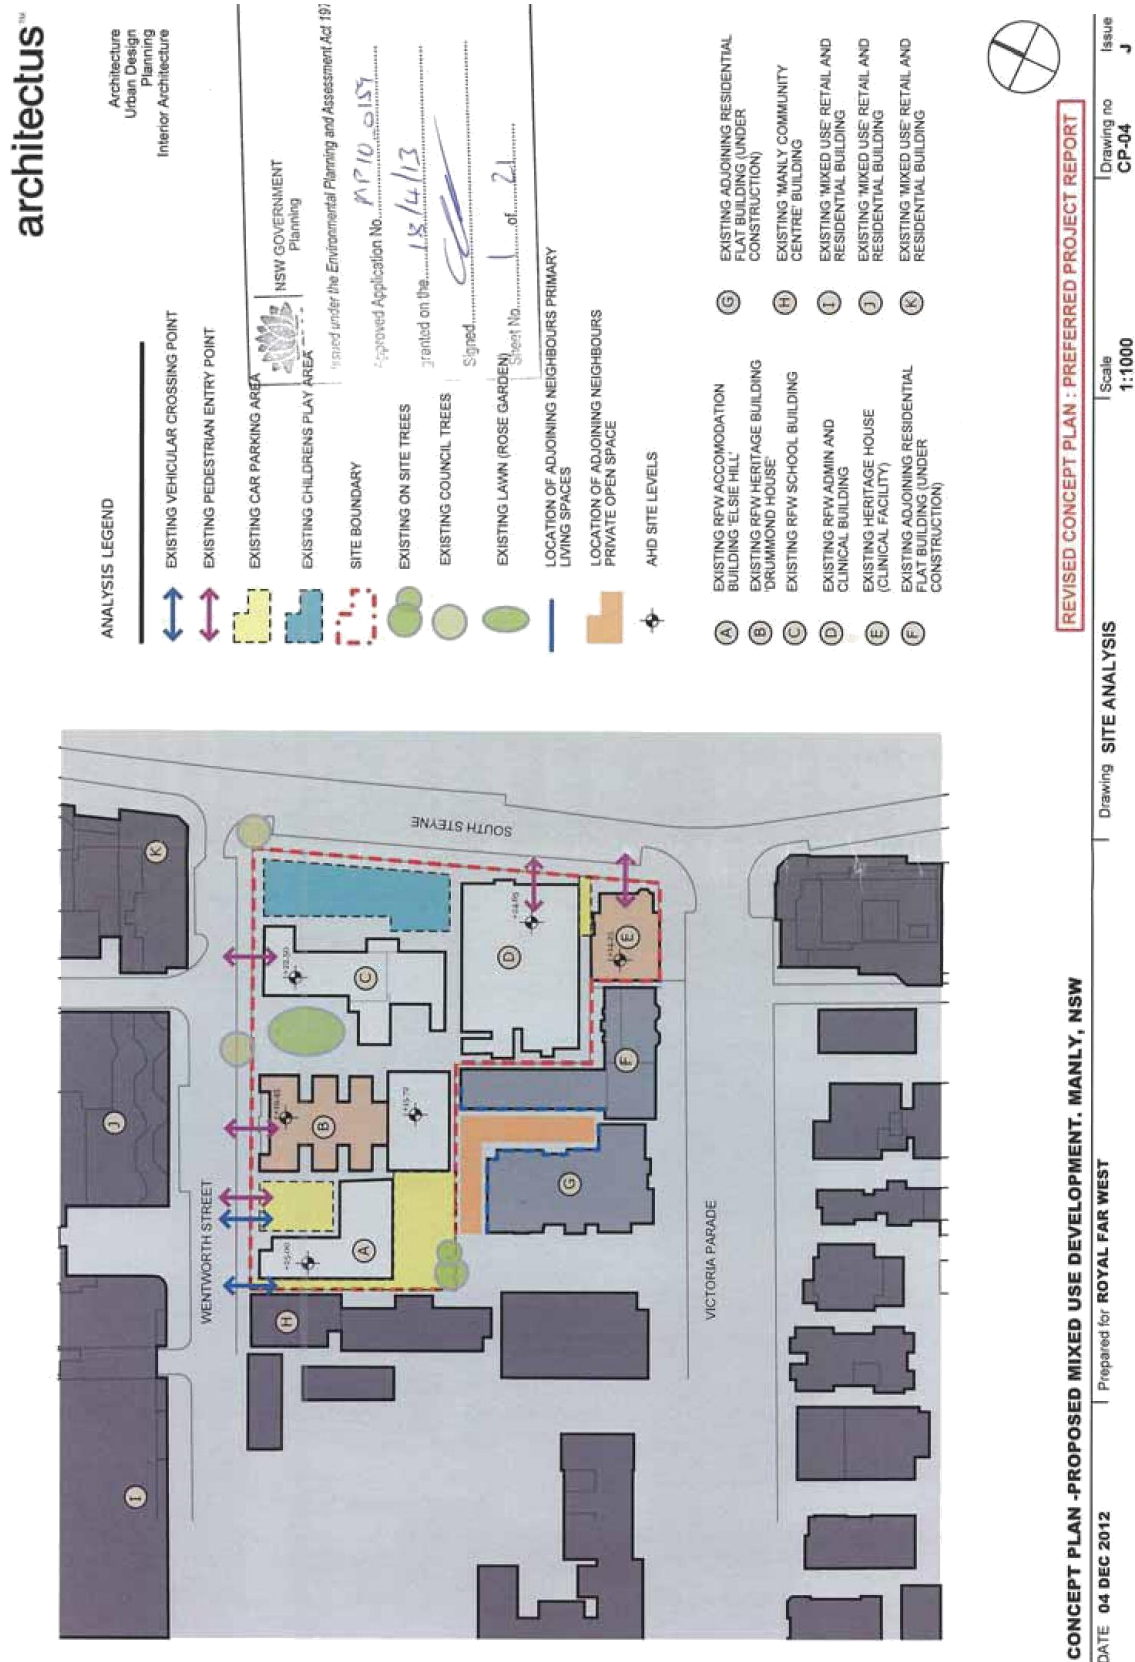 architectus™
Architecture
Urban Design
Planning
Interior Architecture
ANALYSIS LEGEND
EXISTING VEHICULAR CROSSING POINT
EXISTING PEDESTRIAN ENTRY POINT
EXISTING CAR PARKING AREA
EXISTING CHILDRENS PLAY AREA
SITE BOUNDARY
EXISTING ON SITE TREES
EXISTING COUNCIL TREES
EXISTING LAWN (ROSE GARDEN)
LOCATION OF ADJOINING NEIGHBOURS PRIMARY
LIVING SPACES
LOCATION OF ADJOINING NEIGHBOURS
PRIVATE OPEN SPACE
AHD SITE LEVELS
NSW GOVERNMENT
Planning
Issued under the Environmental Planning and Assessment Act 197
Approved Application No. MP10_0159
granted on the 18/4/13
Signed
Sheet No. 1 of 21
A EXISTING RFW ACCOMODATION
BUILDING 'ELSIE HILL'
B EXISTING RFW HERITAGE BUILDING
'DRUMMOND HOUSE'
C EXISTING RFW SCHOOL BUILDING
D EXISTING RFW ADMIN AND
CLINICAL BUILDING
E EXISTING HERITAGE HOUSE
(CLINICAL FACILITY)
F EXISTING ADJOINING RESIDENTIAL
FLAT BUILDING (UNDER
CONSTRUCTION)
G EXISTING ADJOINING RESIDENTIAL
FLAT BUILDING (UNDER
CONSTRUCTION)
H EXISTING 'MANLY COMMUNITY
CENTRE' BUILDING
I EXISTING 'MIXED USE' RETAIL AND
RESIDENTIAL BUILDING
J EXISTING 'MIXED USE' RETAIL AND
RESIDENTIAL BUILDING
K EXISTING 'MIXED USE' RETAIL AND
RESIDENTIAL BUILDING
I
J
K
WENTWORTH STREET
SOUTH STEYNE
H
A
B
C
D
E
F
G
VICTORIA PARADE
REVISED CONCEPT PLAN : PREFERRED PROJECT REPORT
CONCEPT PLAN -PROPOSED MIXED USE DEVELOPMENT. MANLY, NSW
DATE 04 DEC 2012
Prepared for ROYAL FAR WEST
Drawing SITE ANALYSIS
Scale
1:1000
Drawing no
CP-04
Issue
J